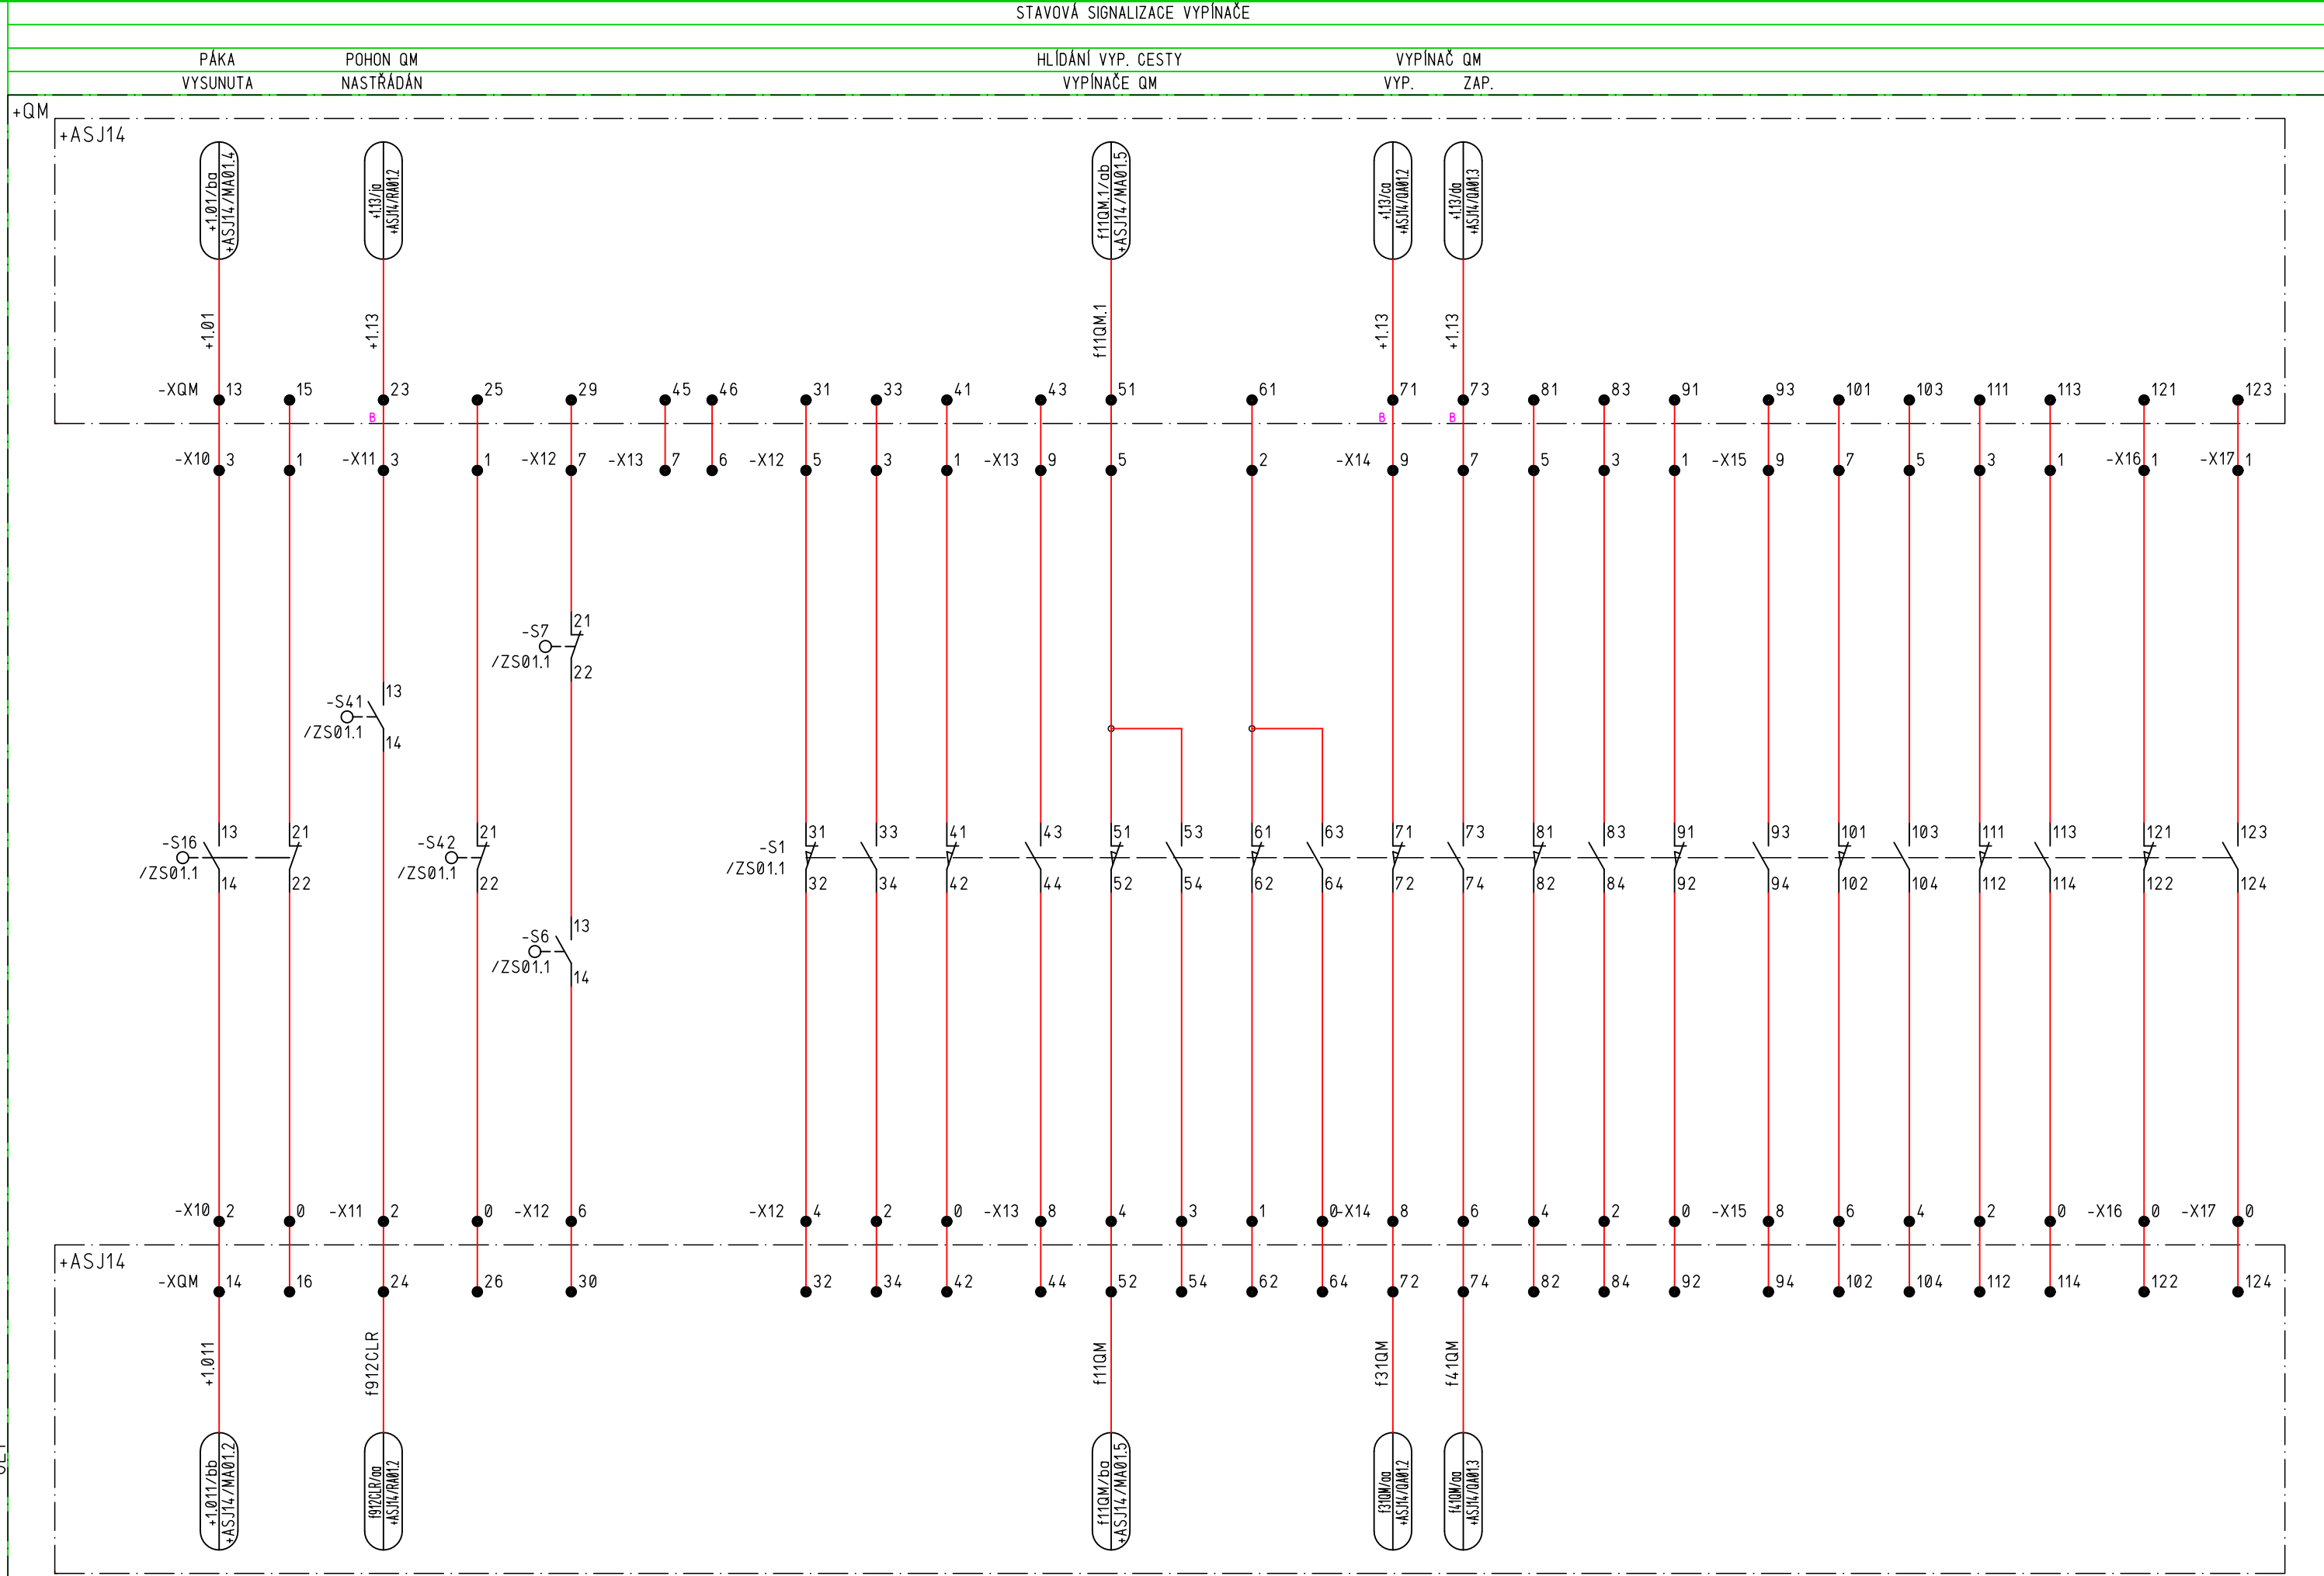 STAVOVÁ SIGNALIZACE VYPÍNAČE
PÁKA POHON QM HLÍDÁNÍ VYP. CESTY VYPÍNAČ QM
VYSUNUTA NASTŘÁDÁN VYPÍNAČE QM VYP. ZAP.
+QM
+ASJ14
+1.01/ba
+ASJ14/MA01.4
+1.13/ja
+ASJ14/RA01.2
f11QM.1/ab
+ASJ14/MA01.5
+1.13/ca
+ASJ14/QA01.2
+1.13/da
+ASJ14/QA01.3
+1.01 +1.13 f11QM.1 +1.13 +1.13
-XQM 13 15 23 25 29 45 46 31 33 41 43 51 61 71 73 81 83 91 93 101 103 111 113 121 123
B B B
-X10 3 1 -X11 3 1 -X12 7 -X13 7 6 -X12 5 3 1 -X13 9 5 2 -X14 9 7 5 3 1 -X15 9 7 5 3 1 -X16 1 -X17 1
-S7 21
/ZS01.1 22
-S41 13
/ZS01.1 14
-S16 13 21 -S42 21 -S1 31 33 41 43 51 53 61 63 71 73 81 83 91 93 101 103 111 113 121 123
/ZS01.1 14 22 /ZS01.1 22 /ZS01.1 32 34 42 44 52 54 62 64 72 74 82 84 92 94 102 104 112 114 122 124
-S6 13
/ZS01.1 14
-X10 2 0 -X11 2 0 -X12 6 -X12 4 2 0 -X13 8 4 3 1 0 -X14 8 6 4 2 0 -X15 8 6 4 2 0 -X16 0 -X17 0
+ASJ14
-XQM 14 16 24 26 30 32 34 42 44 52 54 62 64 72 74 82 84 92 94 102 104 112 114 122 124
+1.011 f912CLR f11QM f31QM f41QM
+1.011/bb
+ASJ14/MA01.2
f912CLR/aa
+ASJ14/RA01.2
f11QM/ba
+ASJ14/MA01.5
f31QM/aa
+ASJ14/QA01.2
f41QM/aa
+ASJ14/QA01.3